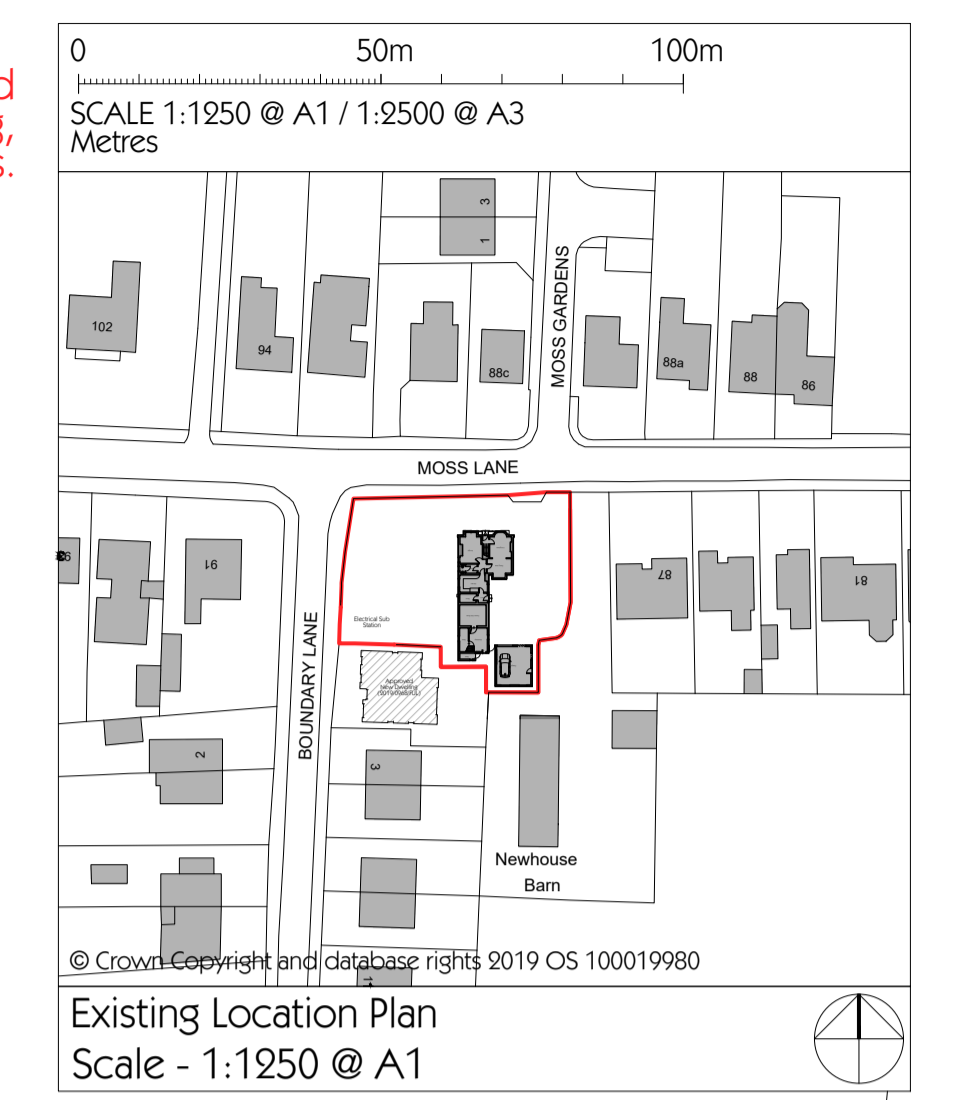 0 50m 100m
SCALE 1:1250 @ A1 / 1:2500 @ A3
Metres
d
g,
s.
3
1
MOSS GARDENS
102
94
88c
88a
88
86
MOSS LANE
91
87
81
Electrical Sub
Station
BOUNDARY LANE
Approved
New Dwelling
2
3
Newhouse
Barn
© Crown Copyright and database rights 2019 OS 100019980
Existing Location Plan
Scale - 1:1250 @ A1